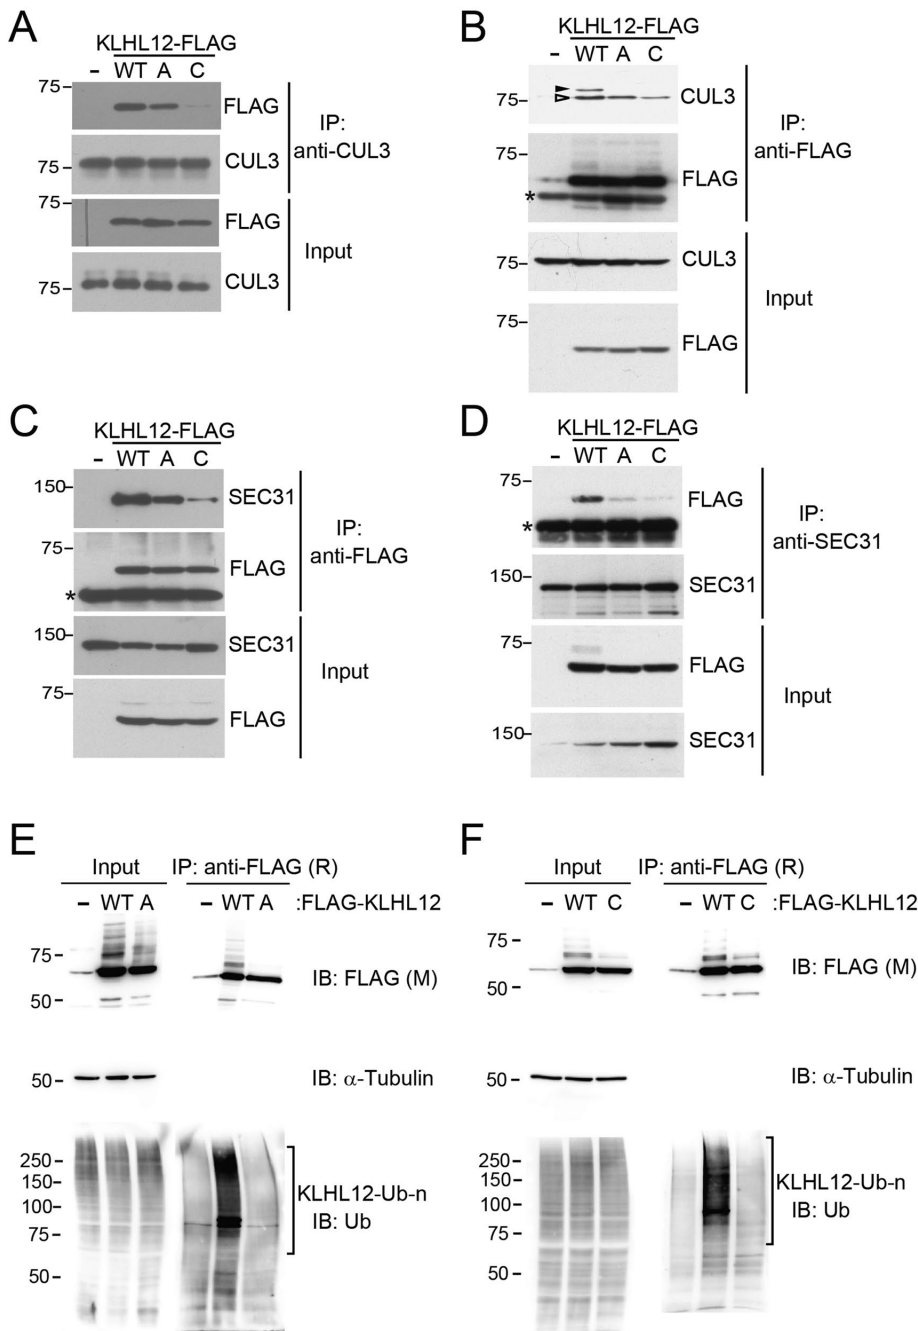 A
KLHL12-FLAG
– WT A C
75
FLAG
75
CUL3
IP:
anti-CUL3
75
FLAG
75
CUL3
Input
B
KLHL12-FLAG
– WT A C
75
CUL3
75
FLAG
*
IP:
anti-FLAG
75
CUL3
75
FLAG
Input
C
KLHL12-FLAG
– WT A C
150
SEC31
75
FLAG
*
IP:
anti-FLAG
150
SEC31
75
FLAG
Input
D
KLHL12-FLAG
– WT A C
75
FLAG
*
150
SEC31
IP:
anti-SEC31
75
FLAG
150
SEC31
Input
E
Input IP: anti-FLAG (R)
– WT A – WT A :FLAG-KLHL12
75
50
IB: FLAG (M)
50
IB: α-Tubulin
250
150
100
75
50
KLHL12-Ub-n
IB: Ub
F
Input IP: anti-FLAG (R)
– WT C – WT C :FLAG-KLHL12
75
50
IB: FLAG (M)
50
IB: α-Tubulin
250
150
100
75
50
KLHL12-Ub-n
IB: Ub